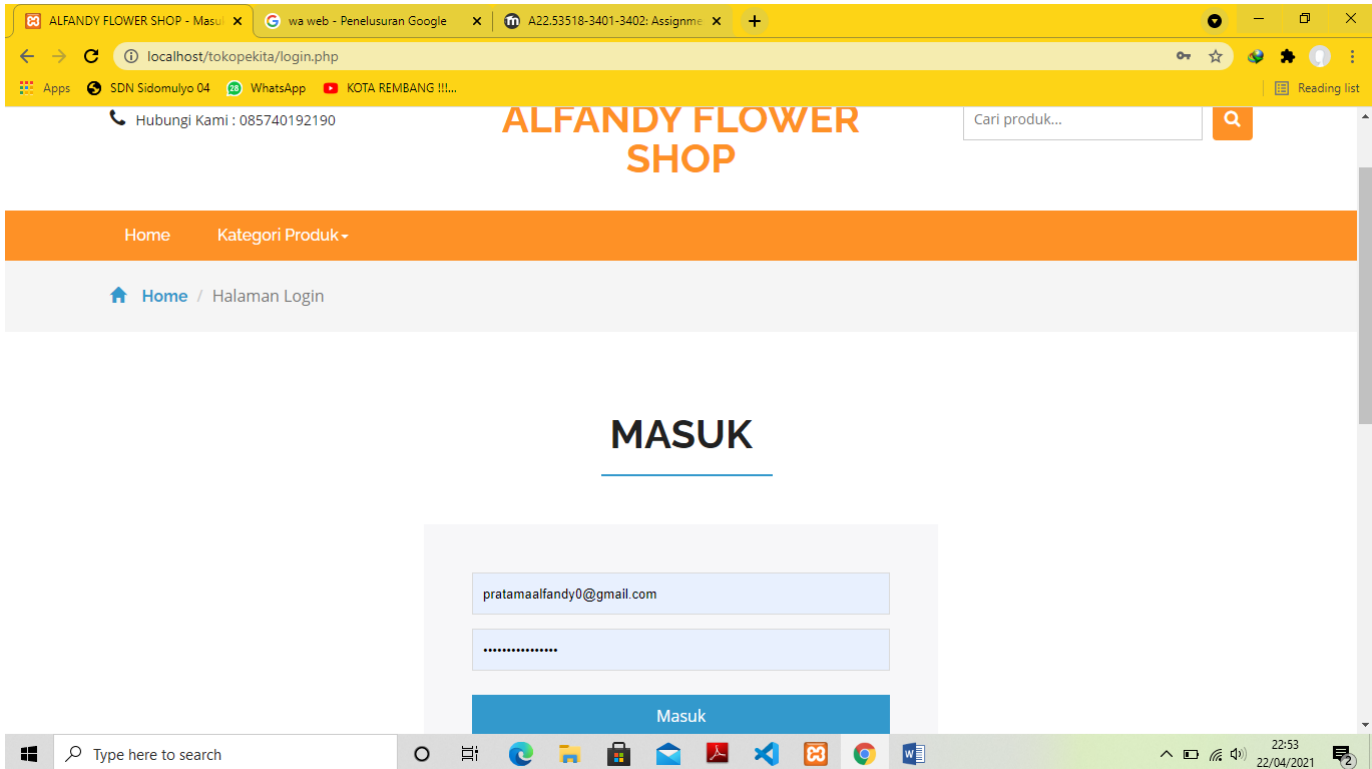 ALFANDY FLOWER SHOP - Masu
wa web - Penelusuran Google
A22.53518-3401-3402: Assignme
localhost/tokopekita/login.php
Apps
SDN Sidomulyo 04
28
WhatsApp
KOTA REMBANG !!!...
Reading list
Hubungi Kami : 085740192190
ALFANDY FLOWER
SHOP
Cari produk...
Home
Kategori Produk
Home / Halaman Login
MASUK
pratamaalfandy0@gmail.com
••••••••••••••••
Masuk
Type here to search
22:53
22/04/2021
2